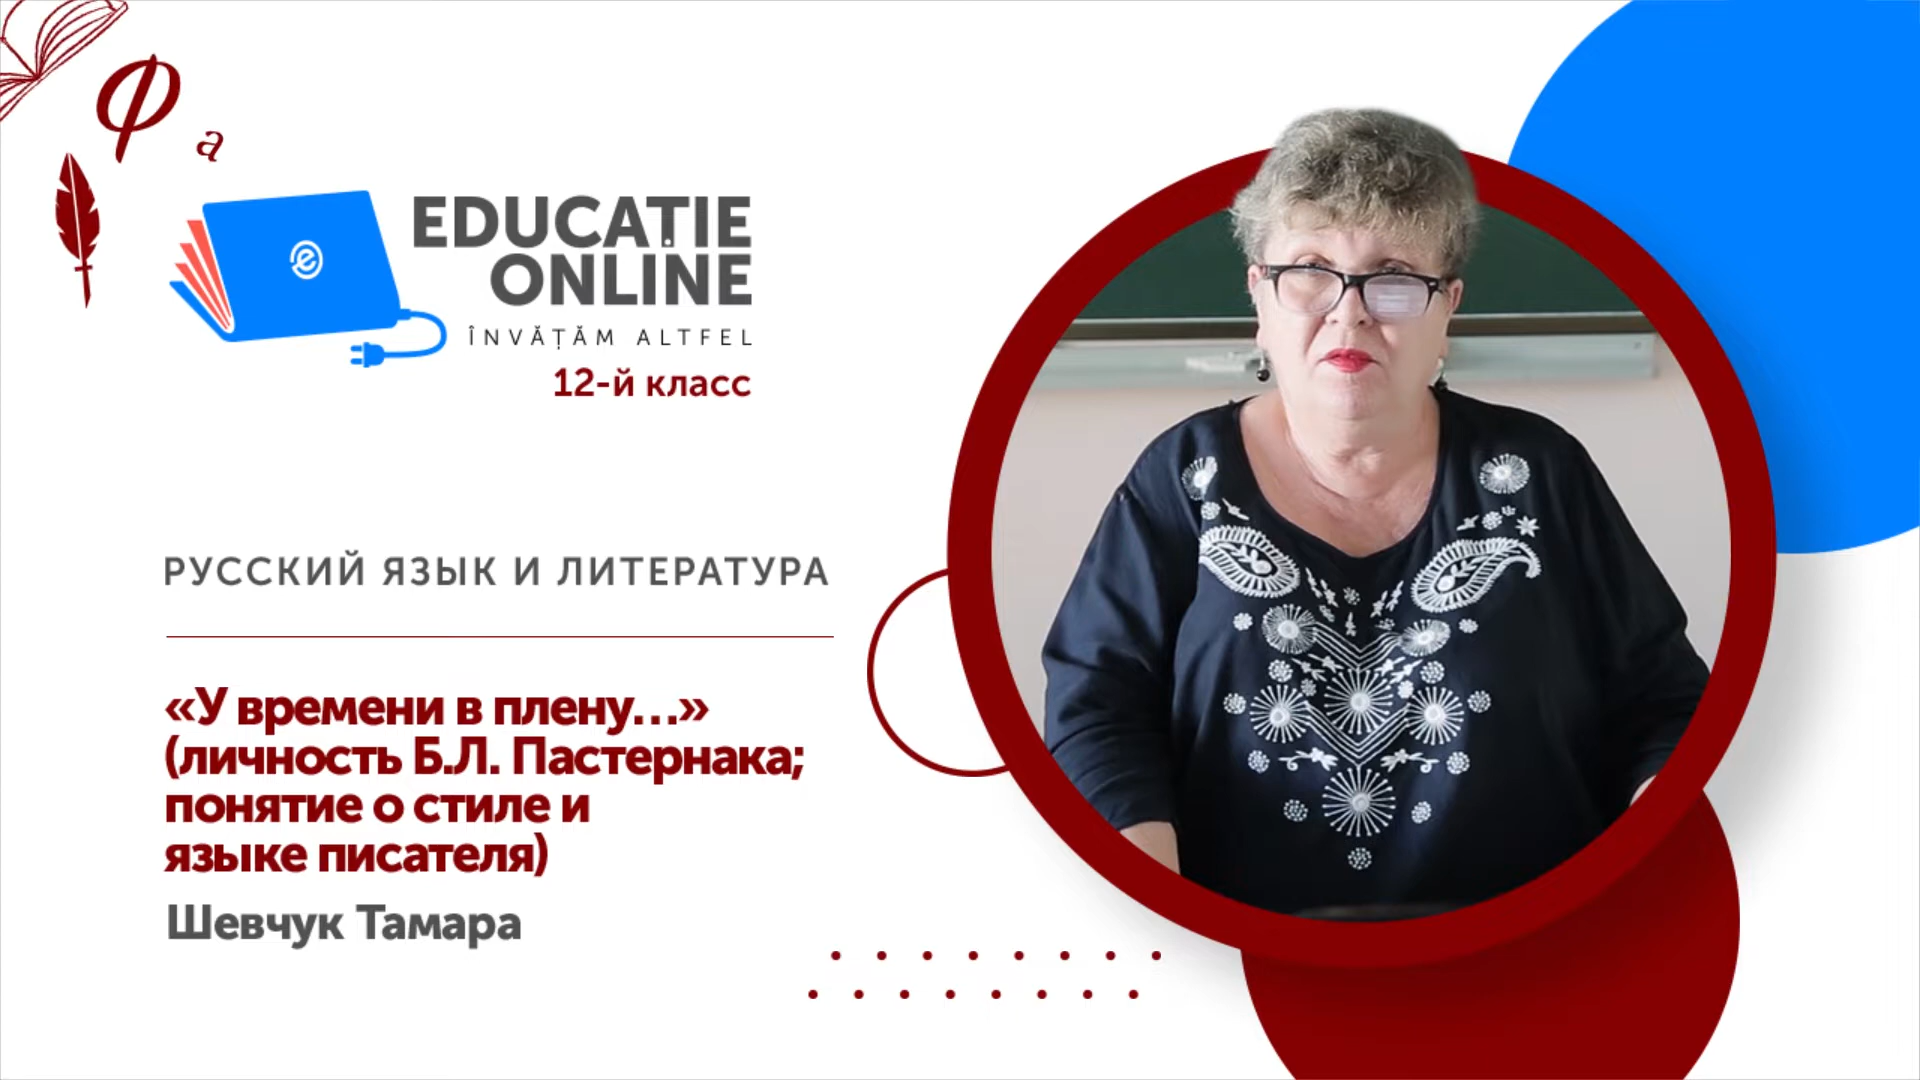 Ф
а
EDUCAȚIE
ONLINE
ÎNVĂȚĂM ALTFEL
12-й класс
РУССКИЙ ЯЗЫК И ЛИТЕРАТУРА
«У времени в плену...»
(личность Б.Л. Пастернака;
понятие о стиле и
языке писателя)
Шевчук Тамара